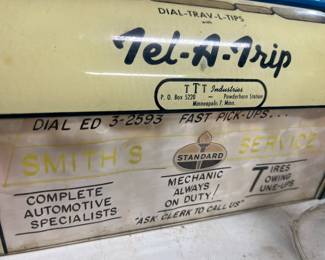 DIAL-TRAV-L-TIPS
with
Tel-A-Trip
TTT Industries
P. O. Box 5220 — Powderhorn Station
Minneapolis 7, Minn.
DIAL ED 3-2593 FAST PICK-UPS...
SMITH'S STANDARD SERVICE
COMPLETE
AUTOMOTIVE
SPECIALISTS
MECHANIC
ALWAYS
ON DUTY!
TIRES
TOWING
TUNE-UPS
"ASK CLERK TO CALL US"